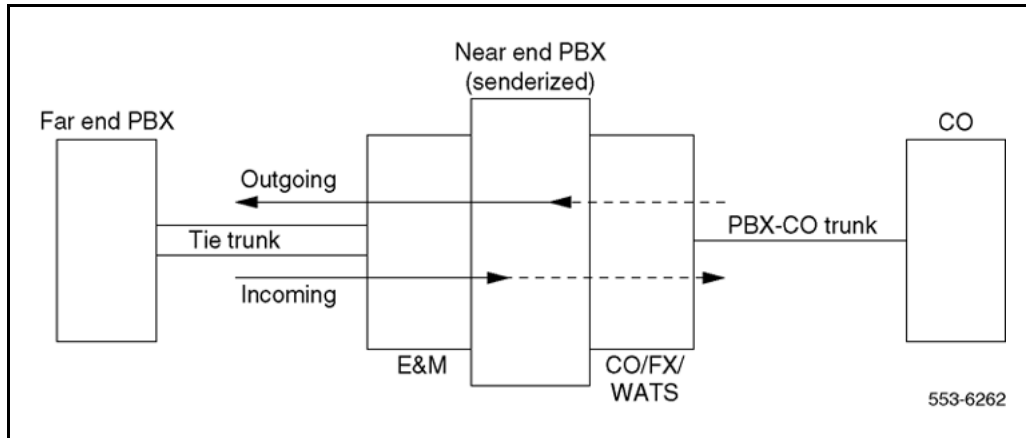 Near end PBX
(senderized)
Far end PBX
CO
Outgoing
Tie trunk
PBX-CO trunk
Incoming
E&M
CO/FX/
WATS
553-6262